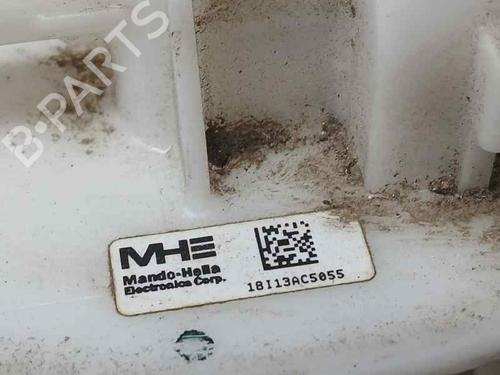 B-PARTS
MHE
Mando-Hella
Electronics Corp.
18I13AC5055